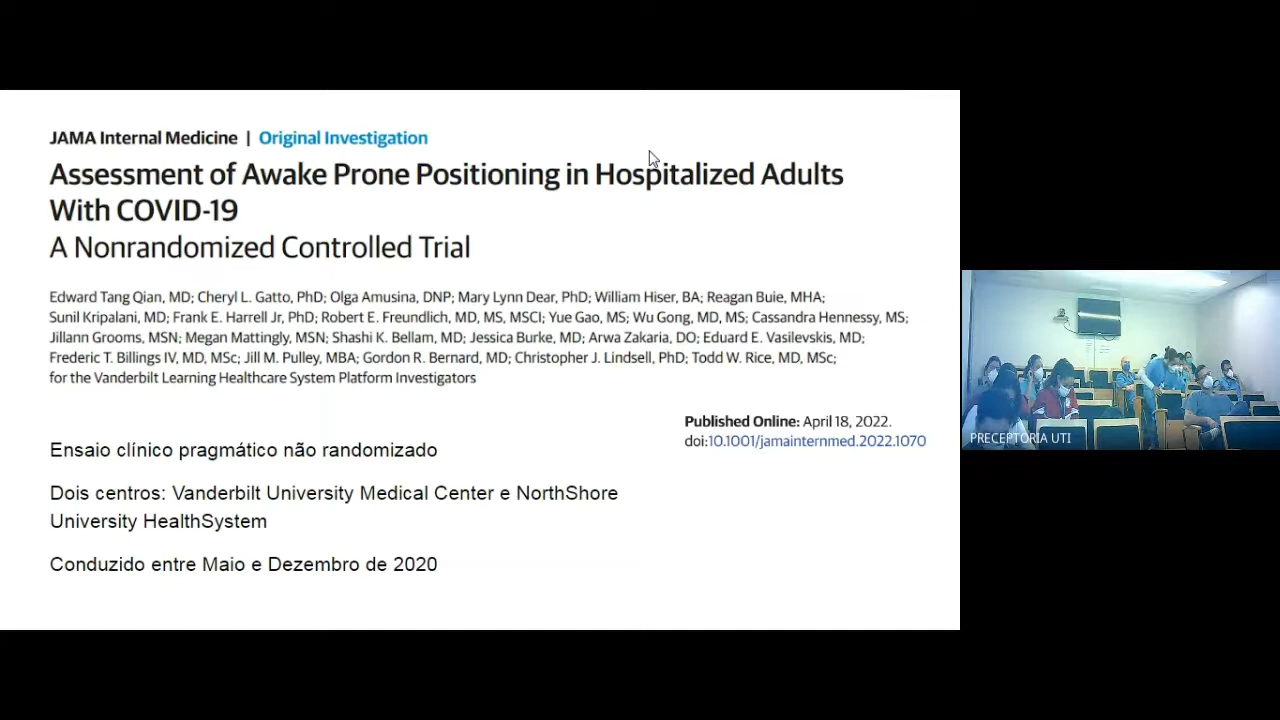 JAMA Internal Medicine | Original Investigation
Assessment of Awake Prone Positioning in Hospitalized Adults
With COVID-19
A Nonrandomized Controlled Trial
Edward Tang Qian, MD; Cheryl L. Gatto, PhD; Olga Amusina, DNP; Mary Lynn Dear, PhD; William Hiser, BA; Reagan Buie, MHA;
Sunil Kripalani, MD; Frank E. Harrell Jr, PhD; Robert E. Freundlich, MD, MS, MSCI; Yue Gao, MS; Wu Gong, MD, MS; Cassandra Hennessy, MS;
Jillann Grooms, MSN; Megan Mattingly, MSN; Shashi K. Bellam, MD; Jessica Burke, MD; Arwa Zakaria, DO; Eduard E. Vasilevskis, MD;
Frederic T. Billings IV, MD, MSc; Jill M. Pulley, MBA; Gordon R. Bernard, MD; Christopher J. Lindsell, PhD; Todd W. Rice, MD, MSc;
for the Vanderbilt Learning Healthcare System Platform Investigators
Published Online: April 18, 2022.
doi:10.1001/jamainternmed.2022.1070
Ensaio clínico pragmático não randomizado
Dois centros: Vanderbilt University Medical Center e NorthShore
University HealthSystem
Conduzido entre Maio e Dezembro de 2020
PRECEPTORIA UTI